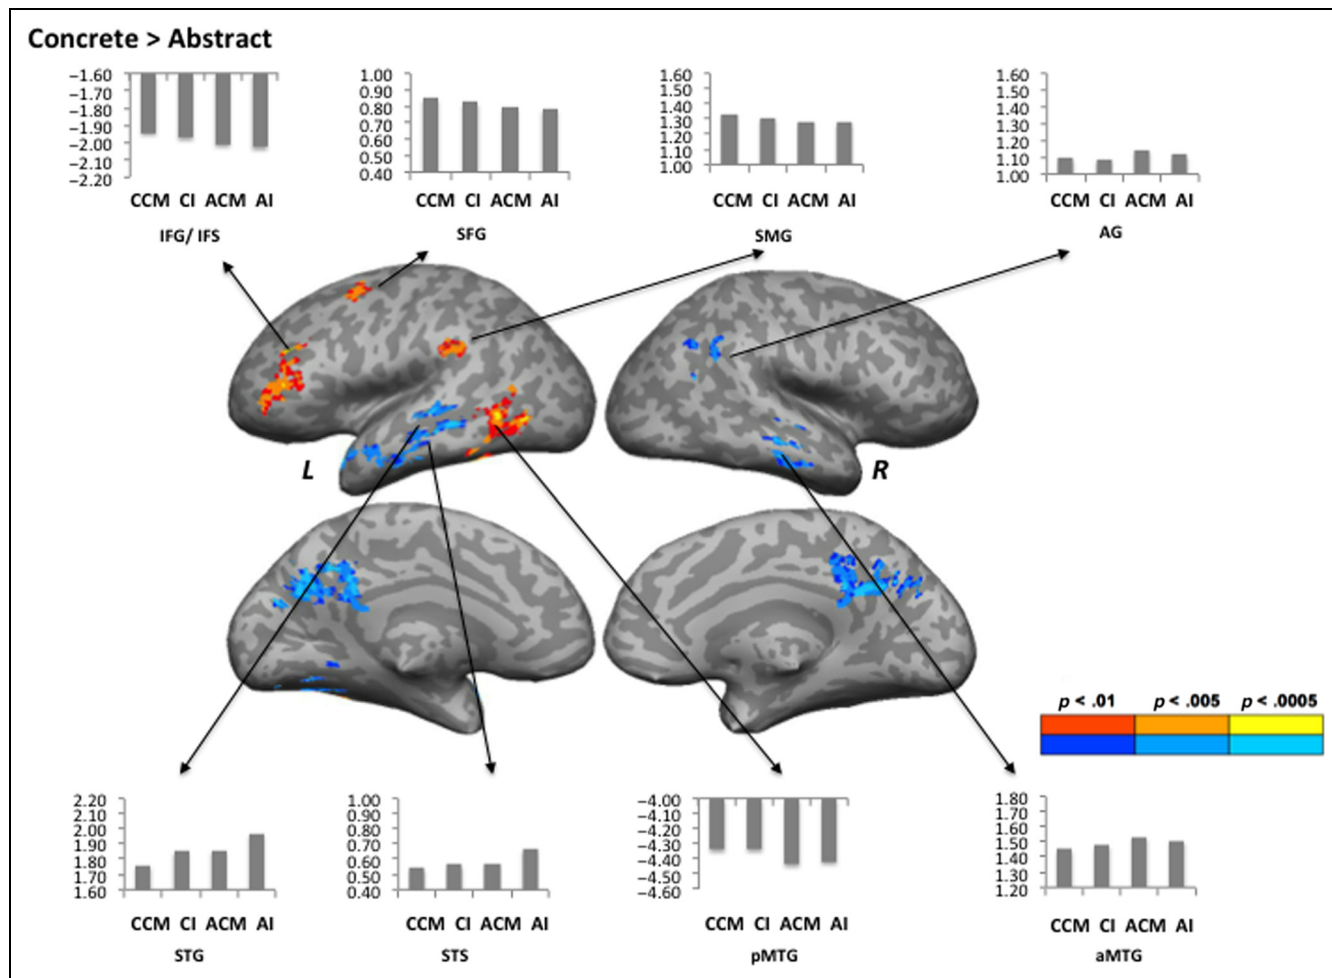 Concrete > Abstract
−1.60
−1.70
−1.80
−1.90
−2.00
−2.10
−2.20
CCM CI ACM AI
IFG/ IFS
1.00
0.90
0.80
0.70
0.60
0.50
0.40
CCM CI ACM AI
SFG
1.60
1.50
1.40
1.30
1.20
1.10
1.00
CCM CI ACM AI
SMG
1.60
1.50
1.40
1.30
1.20
1.10
1.00
CCM CI ACM AI
AG
L
R
p < .01 p < .005 p < .0005
2.20
2.10
2.00
1.90
1.80
1.70
1.60
CCM CI ACM AI
STG
1.00
0.90
0.80
0.70
0.60
0.50
0.40
CCM CI ACM AI
STS
−4.00
−4.10
−4.20
−4.30
−4.40
−4.50
−4.60
CCM CI ACM AI
pMTG
1.80
1.70
1.60
1.50
1.40
1.30
1.20
CCM CI ACM AI
aMTG